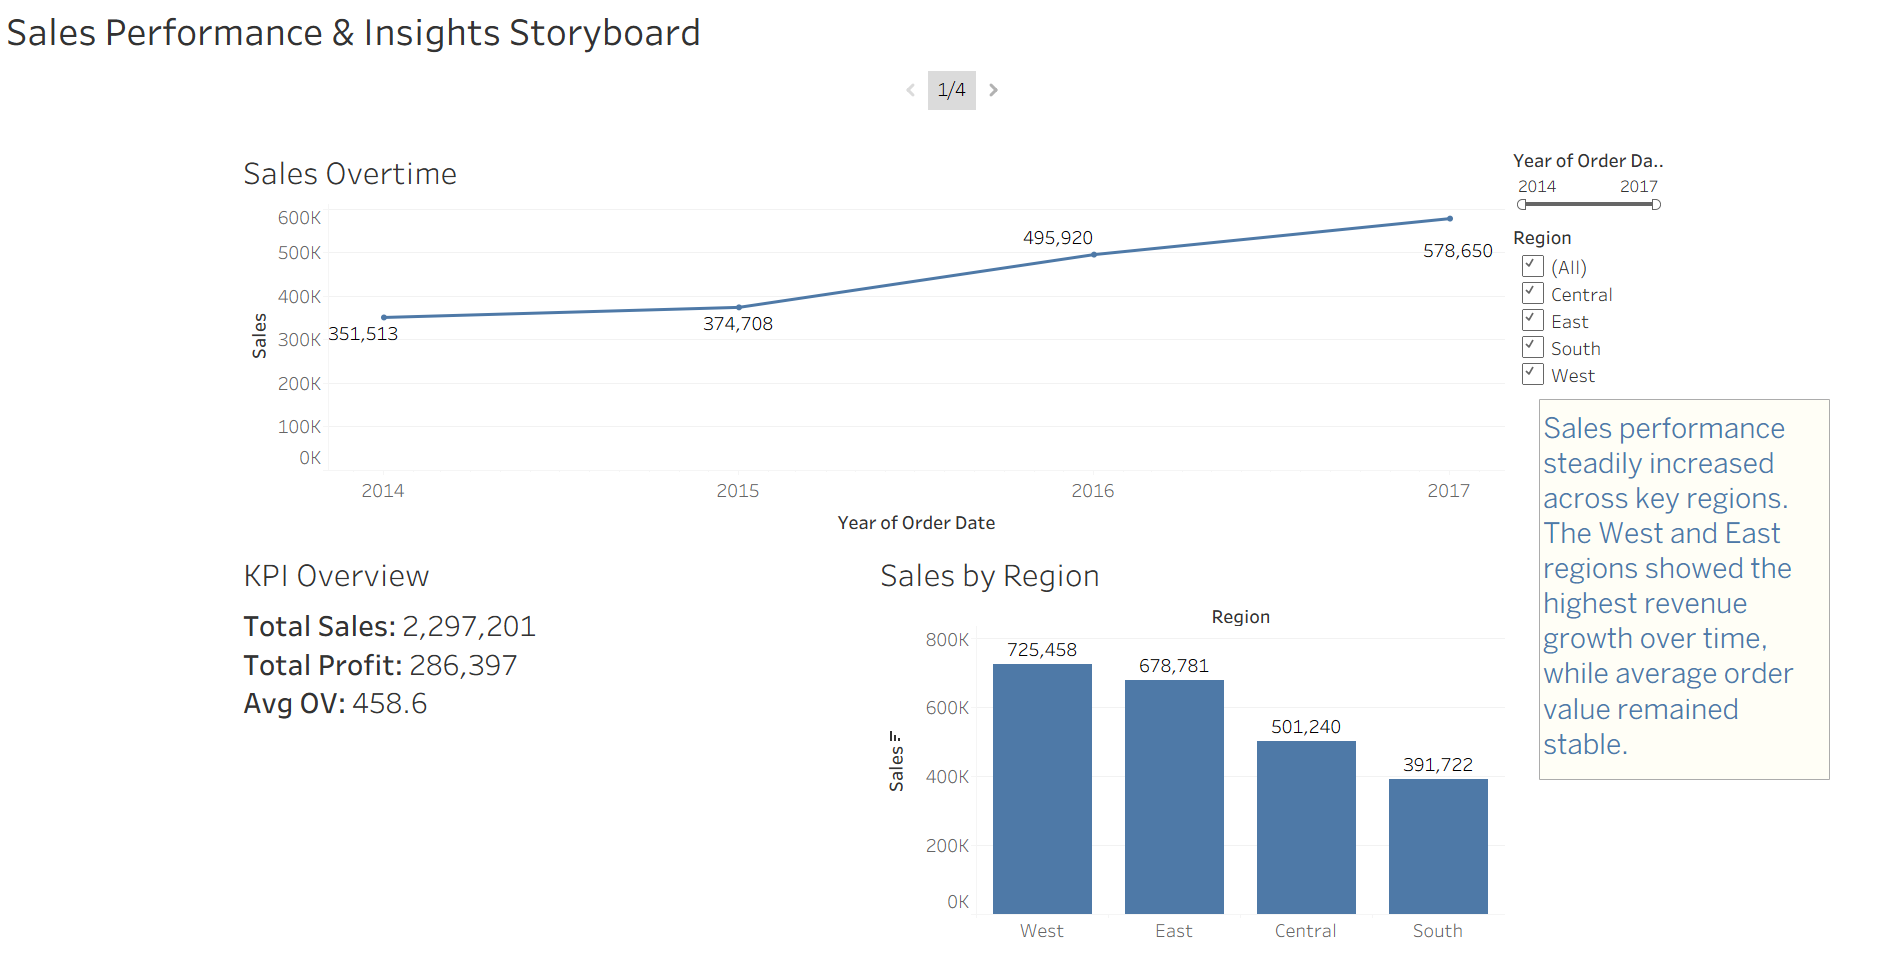 Sales Performance & Insights Storyboard
1/4
Sales Overtime
Sales
600K
500K
400K
300K
200K
100K
0K
351,513
374,708
495,920
578,650
2014
2015
2016
2017
Year of Order Date
Year of Order Da..
2014 2017
Region
(All)
Central
East
South
West
Sales performance
steadily increased
across key regions.
The West and East
regions showed the
highest revenue
growth over time,
while average order
value remained
stable.
KPI Overview
Total Sales: 2,297,201
Total Profit: 286,397
Avg OV: 458.6
Sales by Region
Region
Sales
800K
600K
400K
200K
0K
725,458
678,781
501,240
391,722
West
East
Central
South